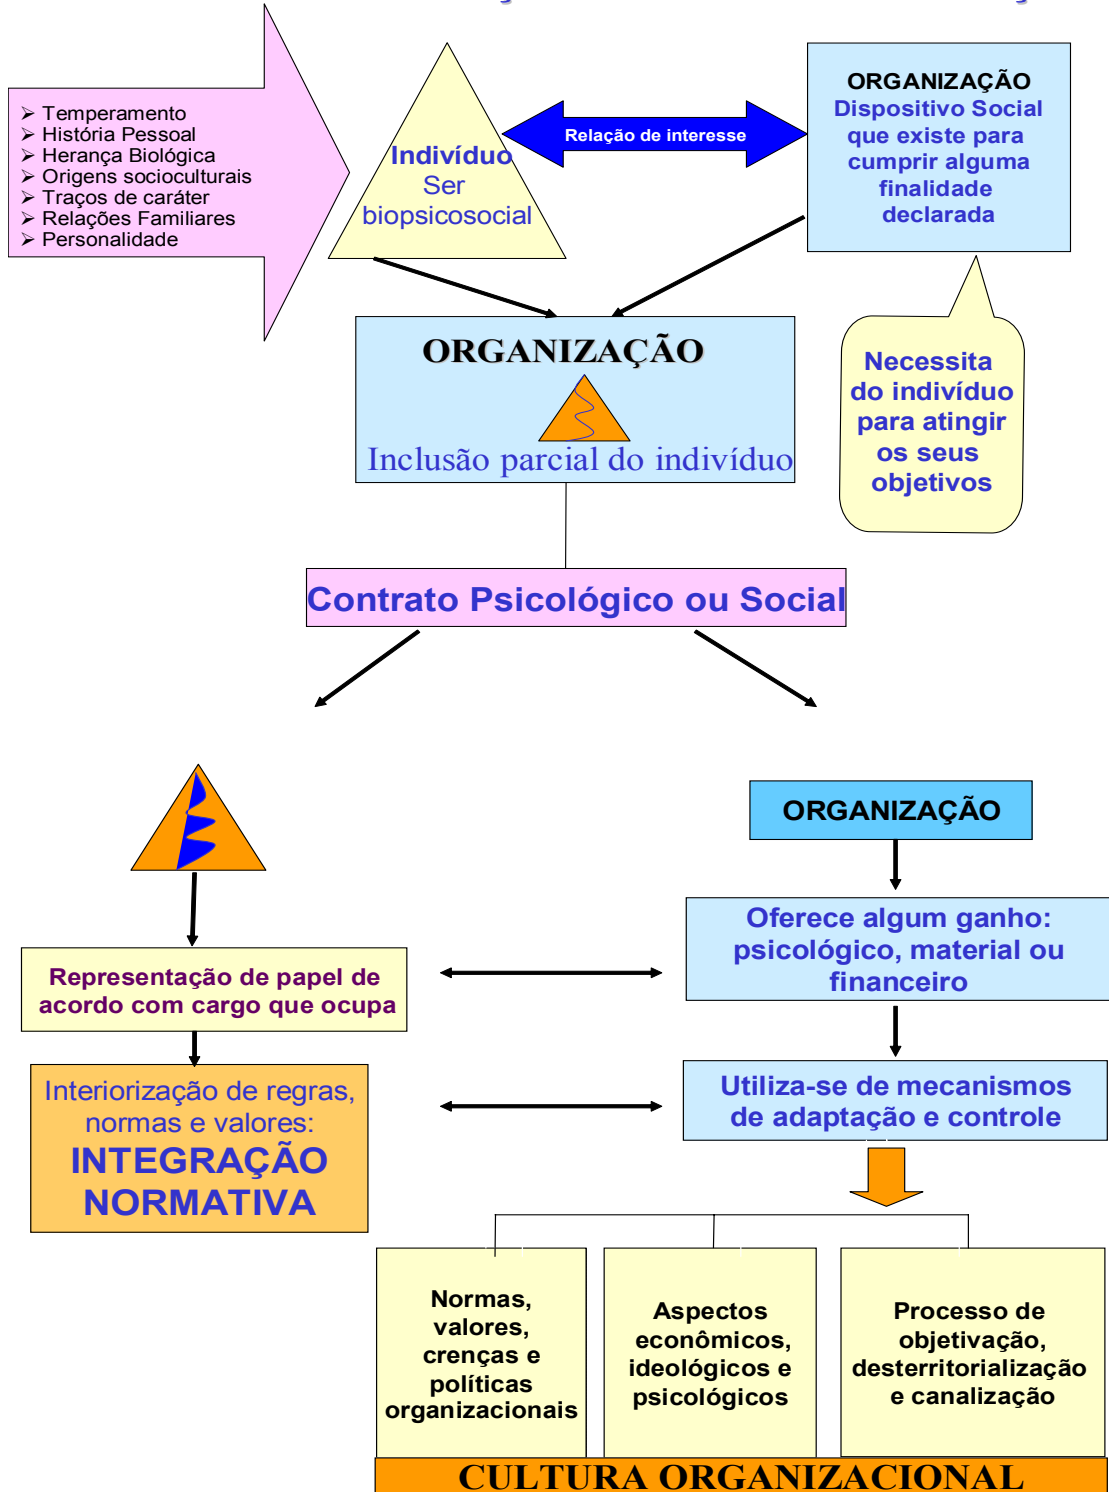 ➢ Temperamento
➢ História Pessoal
➢ Herança Biológica
➢ Origens socioculturais
➢ Traços de caráter
➢ Relações Familiares
➢ Personalidade
Indivíduo
Ser
biopsicosocial
Relação de interesse
ORGANIZAÇÃO
Dispositivo Social
que existe para
cumprir alguma
finalidade
declarada
ORGANIZAÇÃO
Inclusão parcial do indivíduo
Necessita
do indivíduo
para atingir
os seus
objetivos
Contrato Psicológico ou Social
ORGANIZAÇÃO
Representação de papel de
acordo com cargo que ocupa
Oferece algum ganho:
psicológico, material ou
financeiro
Interiorização de regras,
normas e valores:
INTEGRAÇÃO
NORMATIVA
Utiliza-se de mecanismos
de adaptação e controle
Normas,
valores,
crenças e
políticas
organizacionais
Aspectos
econômicos,
ideológicos e
psicológicos
Processo de
objetivação,
desterritorialização
e canalização
CULTURA ORGANIZACIONAL